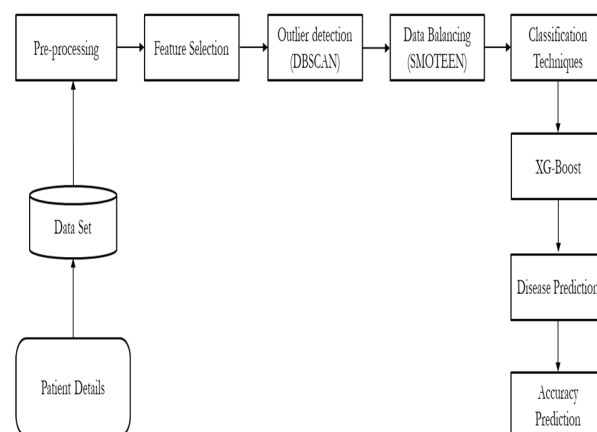 Pre-processing
Feature Selection
Outlier detection
(DBSCAN)
Data Balancing
(SMOTEEN)
Classification
Techniques
XG-Boost
Data Set
Disease Prediction
Patient Details
Accuracy
Prediction